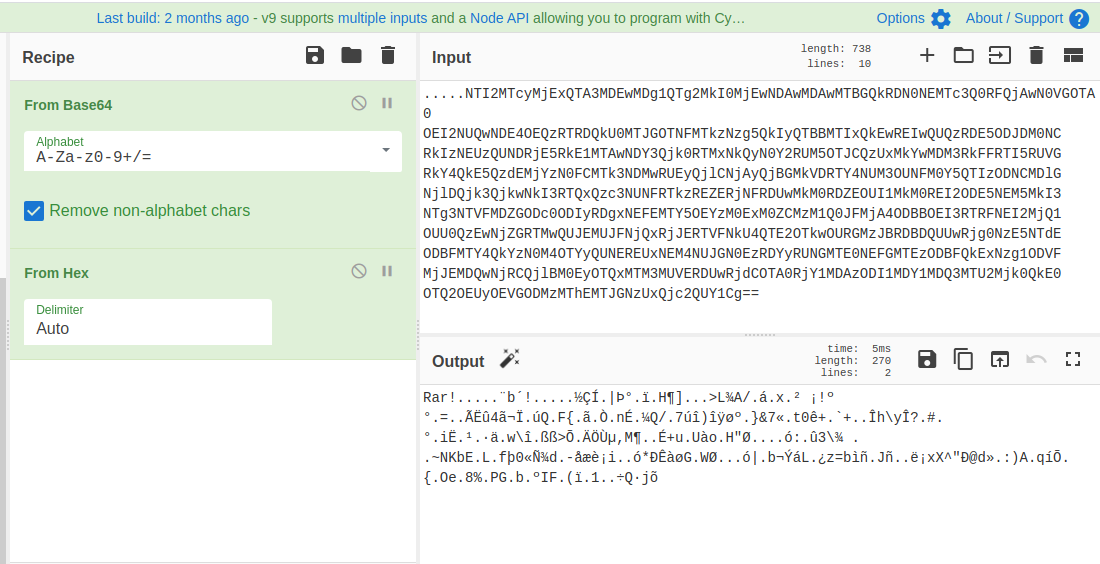 Last build: 2 months ago - v9 supports multiple inputs and a Node API allowing you to program with Cy…
Options
About / Support
Recipe
From Base64
Alphabet
A-Za-z0-9+/=
Remove non-alphabet chars
From Hex
Delimiter
Auto
Input
length: 738
lines: 10
.....NTI2MTcyMjExQTA3MDEwMDg1QTg2MkI0MjEwNDAwMDAwMTBGQkRDN0NEMTc3Q0RFQjAwN0VGOTA
0
OEI2NUQwNDE4OEQzRTRDQkU0MTJGOTNFMTkzNzg5QkIyQTBBMTIxQkEwREIwQUQzRDE5ODJDM0NC
RkIzNEUzQUNDRjE5RkE1MTAwNDY3Qjk0RTMxNkQyN0Y2RUM5OTJCQzUxMkYwMDM3RkFFRTI5RUVG
RkY4QkE5QzdEMjYzN0FCMTk3NDMwRUEyQjlCNjAyQjBGMkVDRTY4NUM3OUNFM0Y5QTIzODNCMDlG
NjlDQjk3QjkwNkI3RTQxQzc3NUNFRTkzREZERjNFRDUwMkM0RDZEOUI1MkM0REI2ODE5NEM5MkI3
NTg3NTVFMDZGODc0ODIyRDgxNEFEMTY5OEYzM0ExM0ZCMzM1Q0JFMjA4ODBBOEI3RTRFNEI2MjQ1
OUU0QzEwNjZGRTMwQUJEMUJFNjQxRjJERTVFNkU4QTE2OTkwOURGMzJBRDBDQUUwRjg0NzE5NTdE
ODBFMTY4QkYzN0M4OTYyQUNEREUxNEM4NUJGN0EzRDYyRUNGMTE0NEFGMTEzODBFQkExNzg1ODVF
MjJEMDQwNjRCQjlBM0EyOTQxMTM3MUVERDUwRjdCOTA0RjY1MDAzODI1MDY1MDQ3MTU2Mjk0QkE0
OTQ2OEUyOEVGODMzMThEMTJGNzUxQjc2QUY1Cg==
Output
time: 5ms
length: 270
lines: 2
Rar!.....¨b´!.....½ÇÍ.|Þ°.ï.H¶]...>L¾A/.á.x.² ¡!º
°.=..ÃËû4ã¬Ï.úQ.F{.ã.Ò.nÉ.¼Q/.7úî)îÿøº.}&7«.t0ê+.`+..Îh\yÎ?.#.
°.iË.¹.·ä.w\î.ßß>Õ.ÄÖÙµ,M¶..É+u.Uào.H"Ø....ó:.û3\¾ .
.~NKbE.L.fþ0«Ñ¾d.-åæè¡i..ó*ÐÊàøG.WØ...ó|.b¬ÝáL.¿z=bìñ.Jñ..ë¡xX^"Ð@d».:)A.qíÕ.
{.Oe.8%.PG.b.ºIF.(ï.1..÷Q·jõ